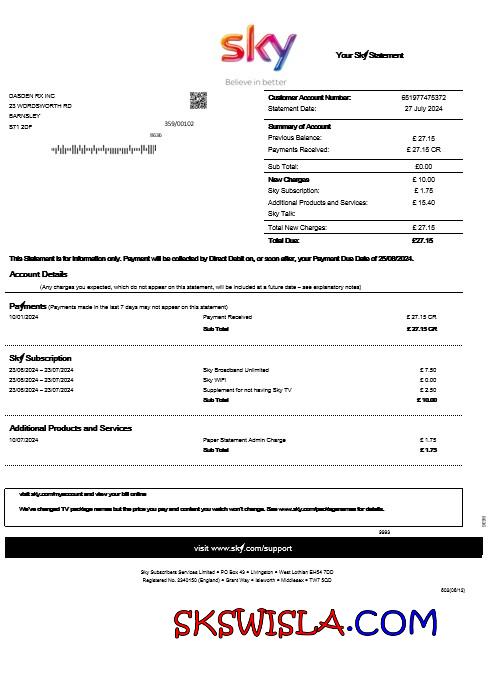 sky
Believe in better
Your Sky Statement
DASDEN RX INC
23 WORDSWORTH RD
BARNSLEY
S71 2DF
359/00102
Customer Account Number: 651977475372
Statement Date: 27 July 2024
Summary of Account
Previous Balance: £ 27.15
Payments Received: £ 27.15 CR
Sub Total: £0.00
New Charges £ 10.00
Sky Subscription: £ 1.75
Additional Products and Services: £ 15.40
Sky Talk:
Total New Charges: £ 27.15
Total Due: £27.15
This Statement is for Information only. Payment will be collected by Direct Debit on, or soon after, your Payment Due Date of 25/08/2024.
Account Details
(Any charges you expected, which do not appear on this statement, will be included at a future date – see explanatory notes)
Payments (Payments made in the last 7 days may not appear on this statement)
10/01/2024 Payment Received £ 27.15 CR
Sub Total £ 27.15 CR
Sky Subscription
23/06/2024 – 23/07/2024 Sky Broadband Unlimited £ 7.50
23/06/2024 – 23/07/2024 Sky WIFI £ 0.00
23/06/2024 – 23/07/2024 Supplement for not having Sky TV £ 2.50
Sub Total £ 10.00
Additional Products and Services
10/07/2024 Paper Statement Admin Charge £ 1.75
Sub Total £ 1.75
visit sky.com/myaccount and view your bill online
We've changed TV package names but the price you pay and content you watch won't change. See www.sky.com/packagenames for details.
visit www.sky.com/support
Sky Subscribers Services Limited • PO Box 43 • Livingston • West Lothian EH54 7DD
Registered No. 2340150 (England) • Grant Way • Isleworth • Middlesex • TW7 5QD
SKSWISLA.COM